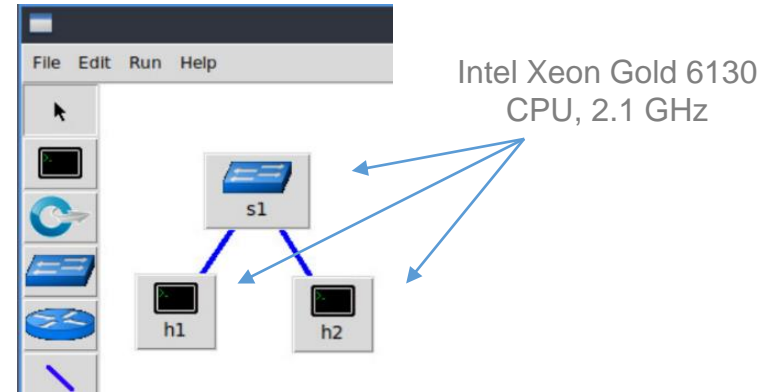 File Edit Run Help
Intel Xeon Gold 6130
CPU, 2.1 GHz
s1
h1
h2